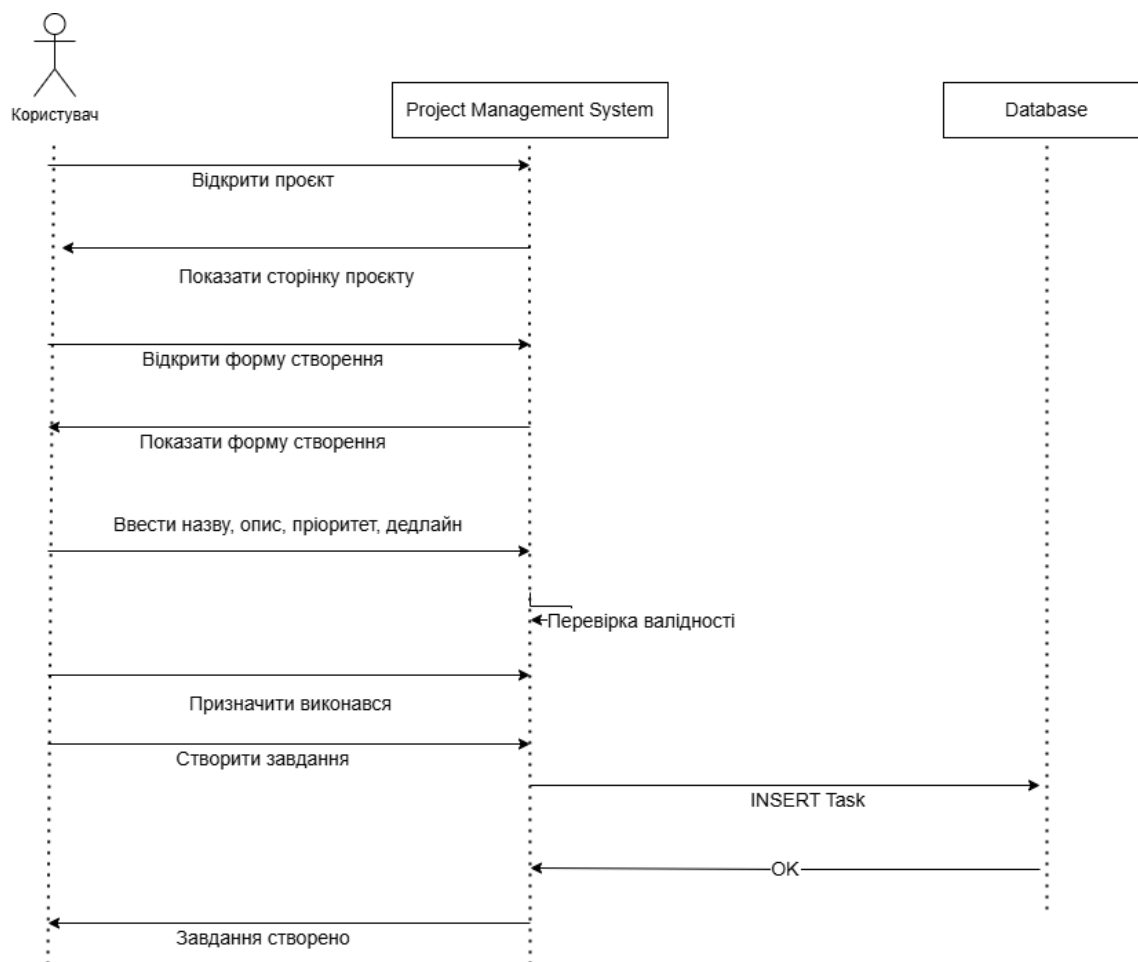 Користувач
Project Management System
Database
Відкрити проєкт
Показати сторінку проєкту
Відкрити форму створення
Показати форму створення
Ввести назву, опис, пріоритет, дедлайн
Перевірка валідності
Призначити виконався
Створити завдання
INSERT Task
OK
Завдання створено